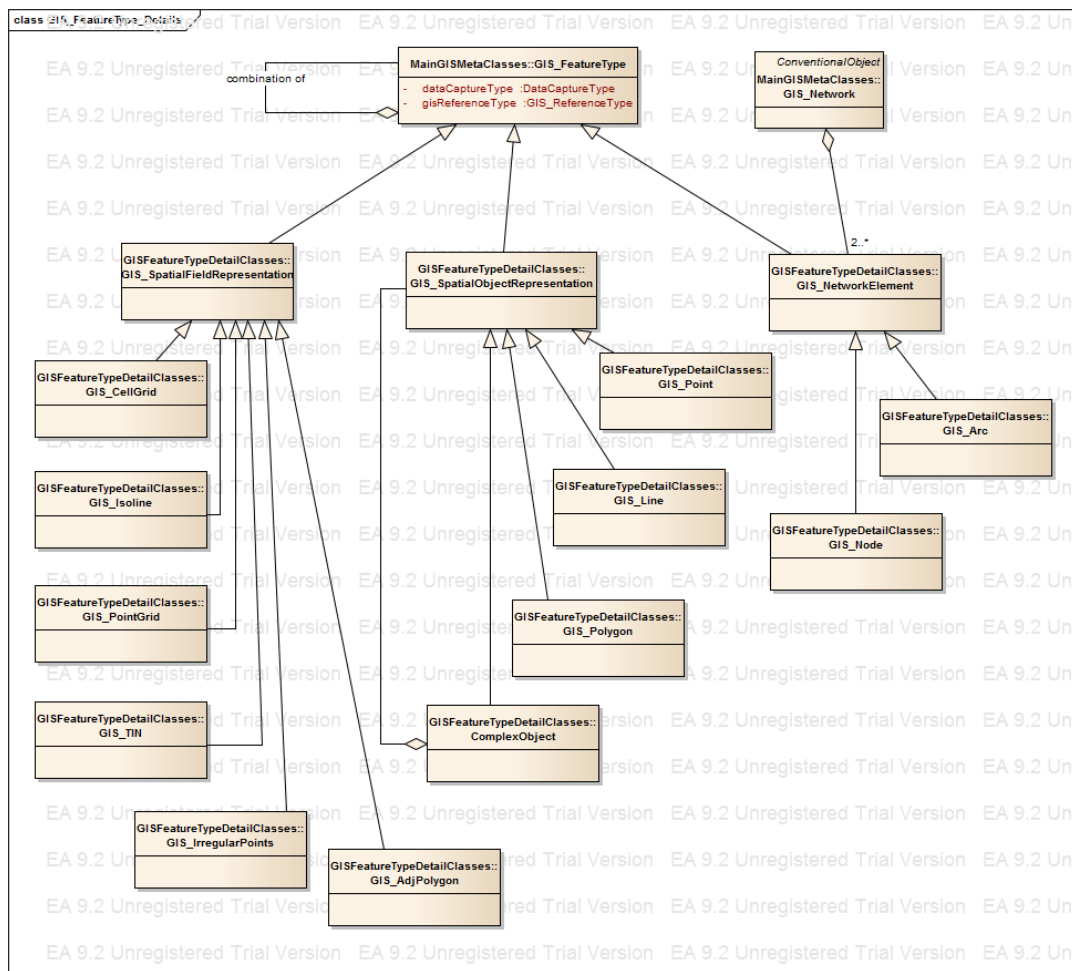 class GIS_FeatureType_Details
MainGISMetaClasses::GIS_FeatureType
- dataCaptureType :DataCaptureType
- gisReferenceType :GIS_ReferenceType
combination of
ConventionalObject
MainGISMetaClasses::
GIS_Network
2..*
GISFeatureTypeDetailClasses::
GIS_SpatialFieldRepresentation
GISFeatureTypeDetailClasses::
GIS_SpatialObjectRepresentation
GISFeatureTypeDetailClasses::
GIS_NetworkElement
GISFeatureTypeDetailClasses::
GIS_CellGrid
GISFeatureTypeDetailClasses::
GIS_Point
GISFeatureTypeDetailClasses::
GIS_Arc
GISFeatureTypeDetailClasses::
GIS_Isoline
GISFeatureTypeDetailClasses::
GIS_Line
GISFeatureTypeDetailClasses::
GIS_Node
GISFeatureTypeDetailClasses::
GIS_PointGrid
GISFeatureTypeDetailClasses::
GIS_Polygon
GISFeatureTypeDetailClasses::
GIS_TIN
GISFeatureTypeDetailClasses::
ComplexObject
GISFeatureTypeDetailClasses::
GIS_IrregularPoints
GISFeatureTypeDetailClasses::
GIS_AdjPolygon
EA 9.2 Unregistered Trial Version